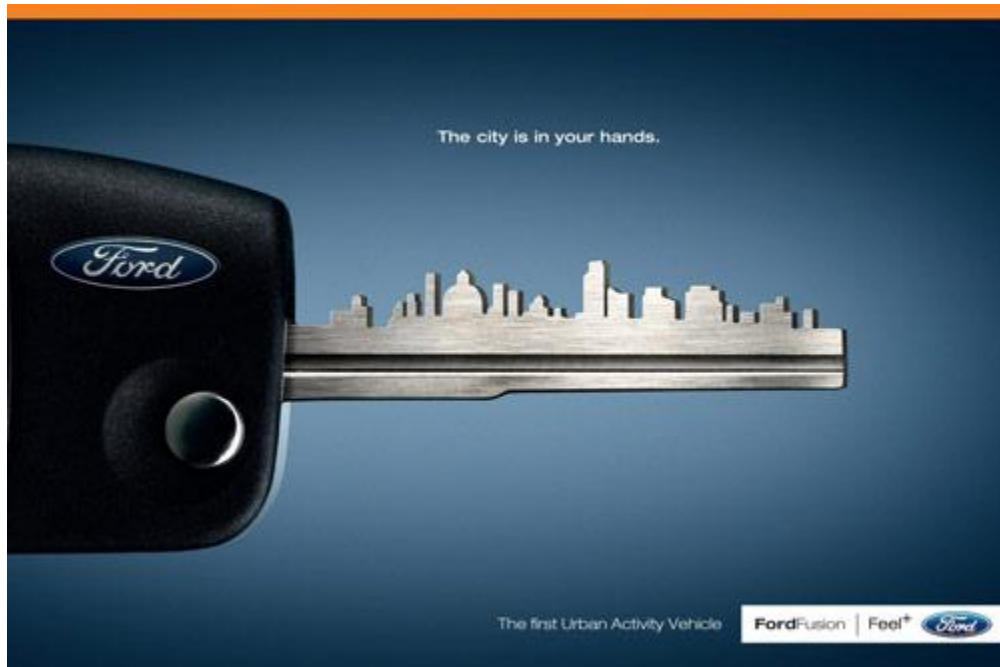 The city is in your hands.
Ford
The first Urban Activity Vehicle
FordFusion | Feel+ Ford